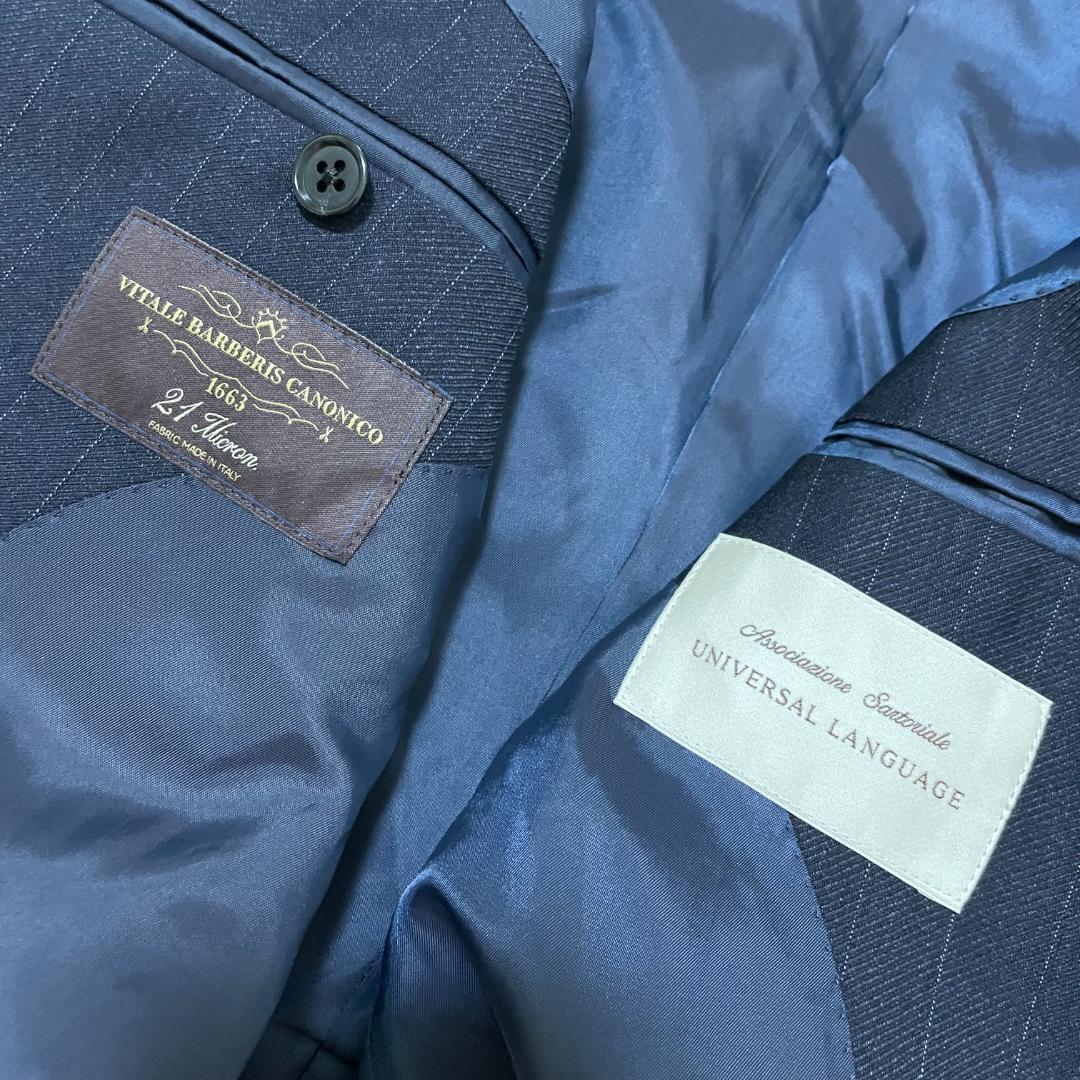 VITALE BARBERIS CANONICO
1663
21 Micron.
FABRIC MADE IN ITALY
Associazione Sartoriale
UNIVERSAL LANGUAGE